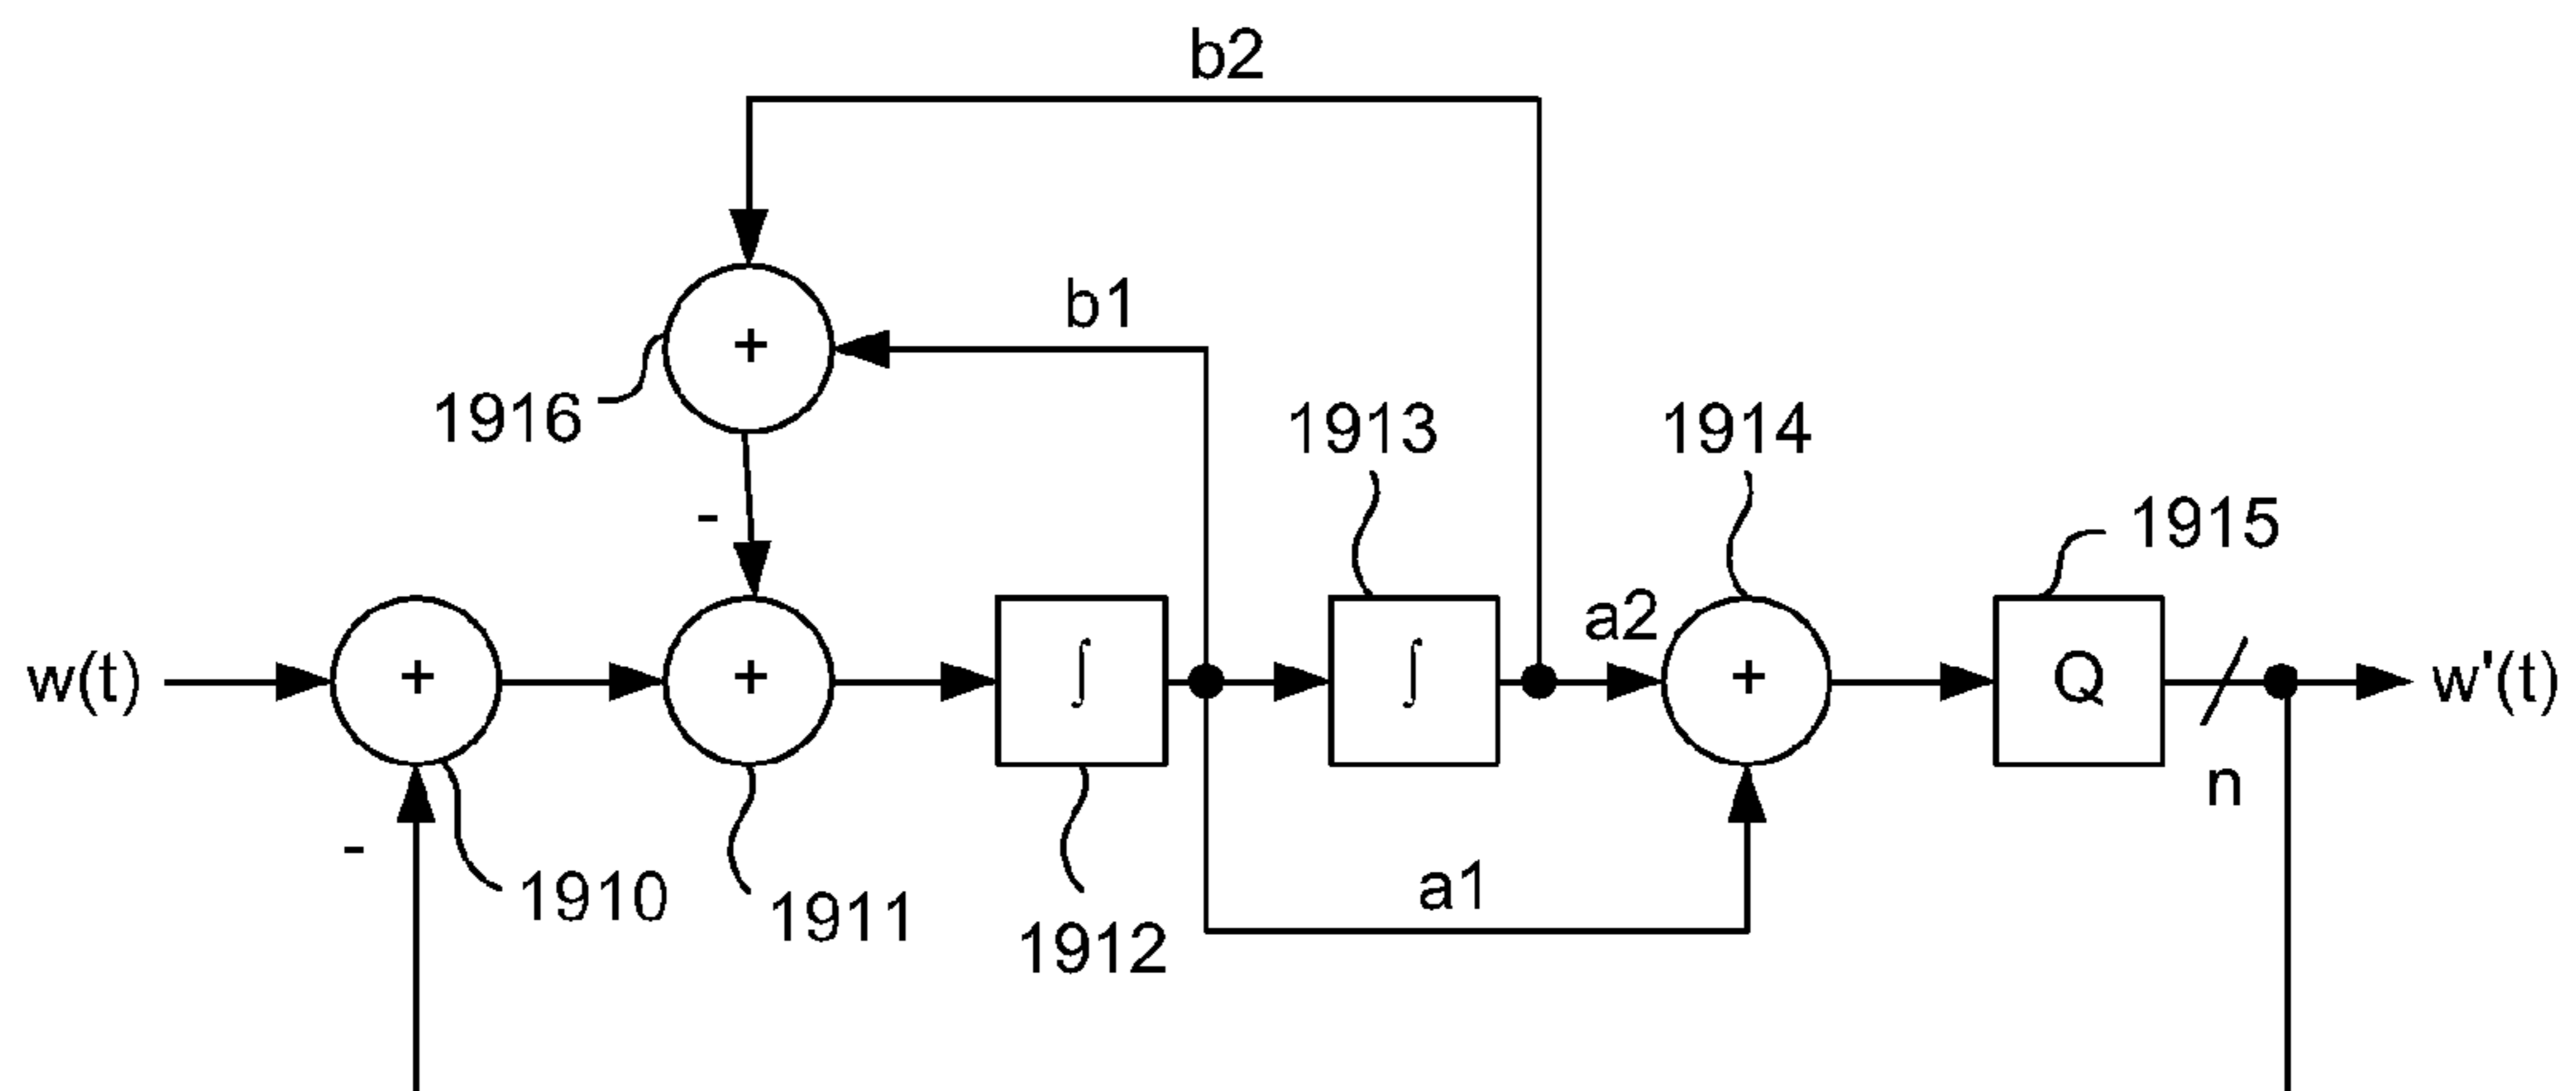 b2
+
b1
1916
1913
1914
1915
-
a2
w(t)
+
+
∫
∫
+
Q
w'(t)
n
-
1910
1911
1912
a1